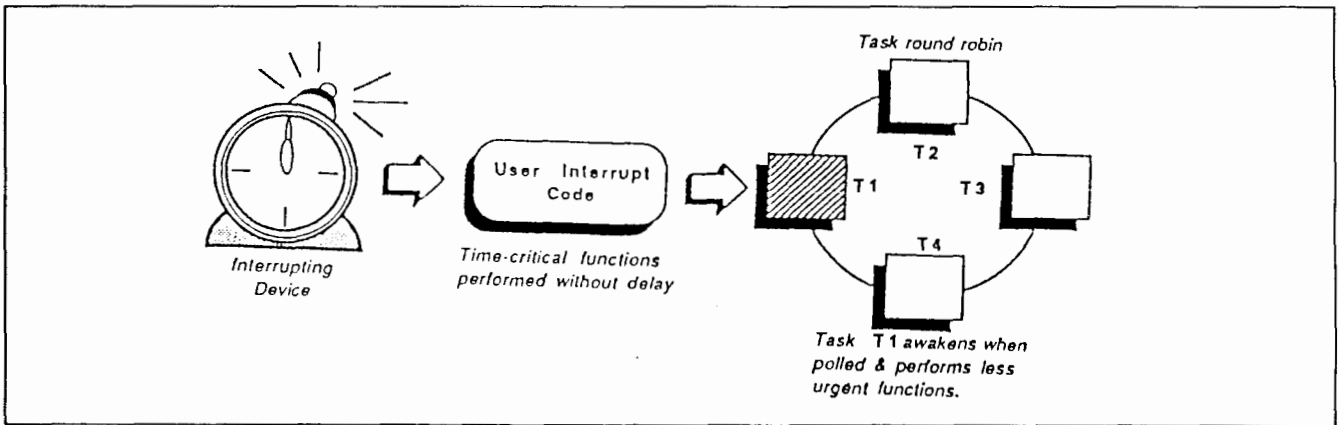 Interrupting
Device
User Interrupt
Code
Time-critical functions
performed without delay
Task round robin
T2
T1
T3
T4
Task T1 awakens when
polled & performs less
urgent functions.